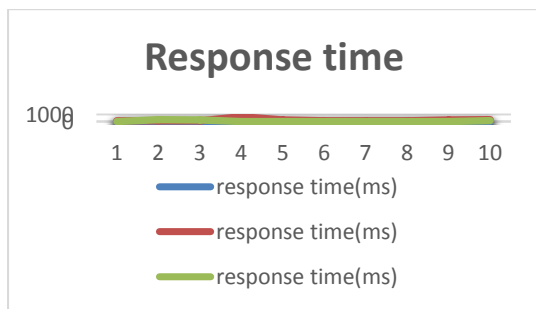 Response time
1000
0
1 2 3 4 5 6 7 8 9 10
response time(ms)
response time(ms)
response time(ms)